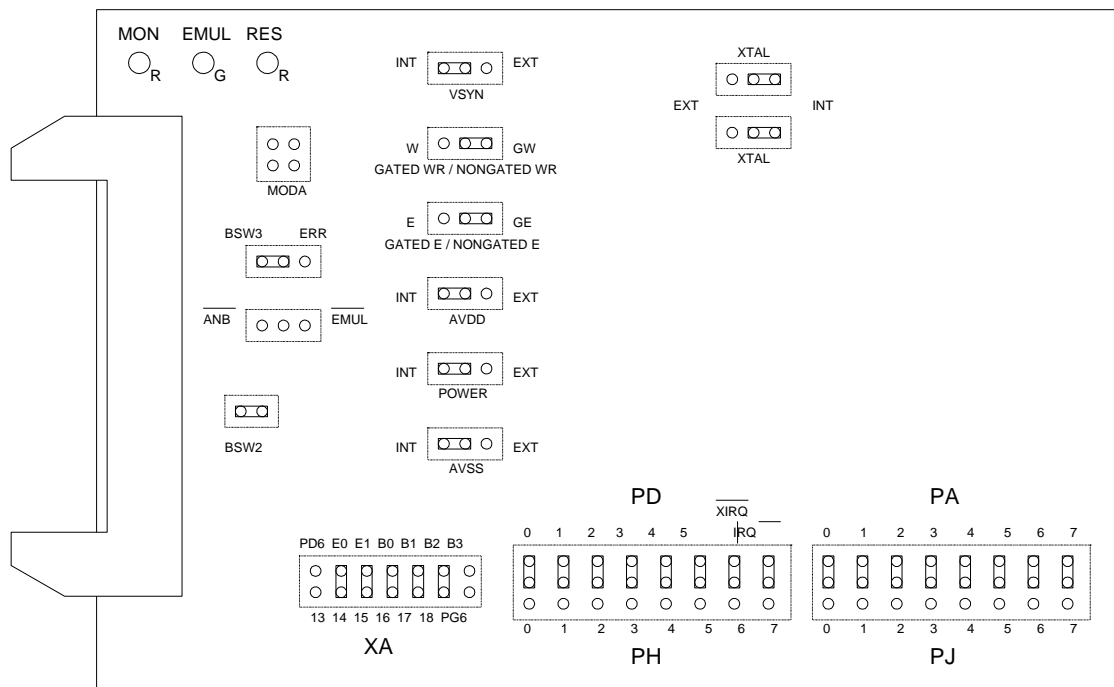 MON EMUL RES
R G R
INT EXT
VSYN
XTAL
EXT INT
XTAL
W GW
GATED WR / NONGATED WR
MODA
E GE
GATED E / NONGATED E
BSW3 ERR
INT EXT
AVDD
ANB EMUL
INT EXT
POWER
BSW2
INT EXT
AVSS
PD PA
XIRQ
0 1 2 3 4 5 IRQ
0 1 2 3 4 5 6 7
PD6 E0 E1 B0 B1 B2 B3
13 14 15 16 17 18 PG6
XA
0 1 2 3 4 5 6 7
0 1 2 3 4 5 6 7
PH PJ